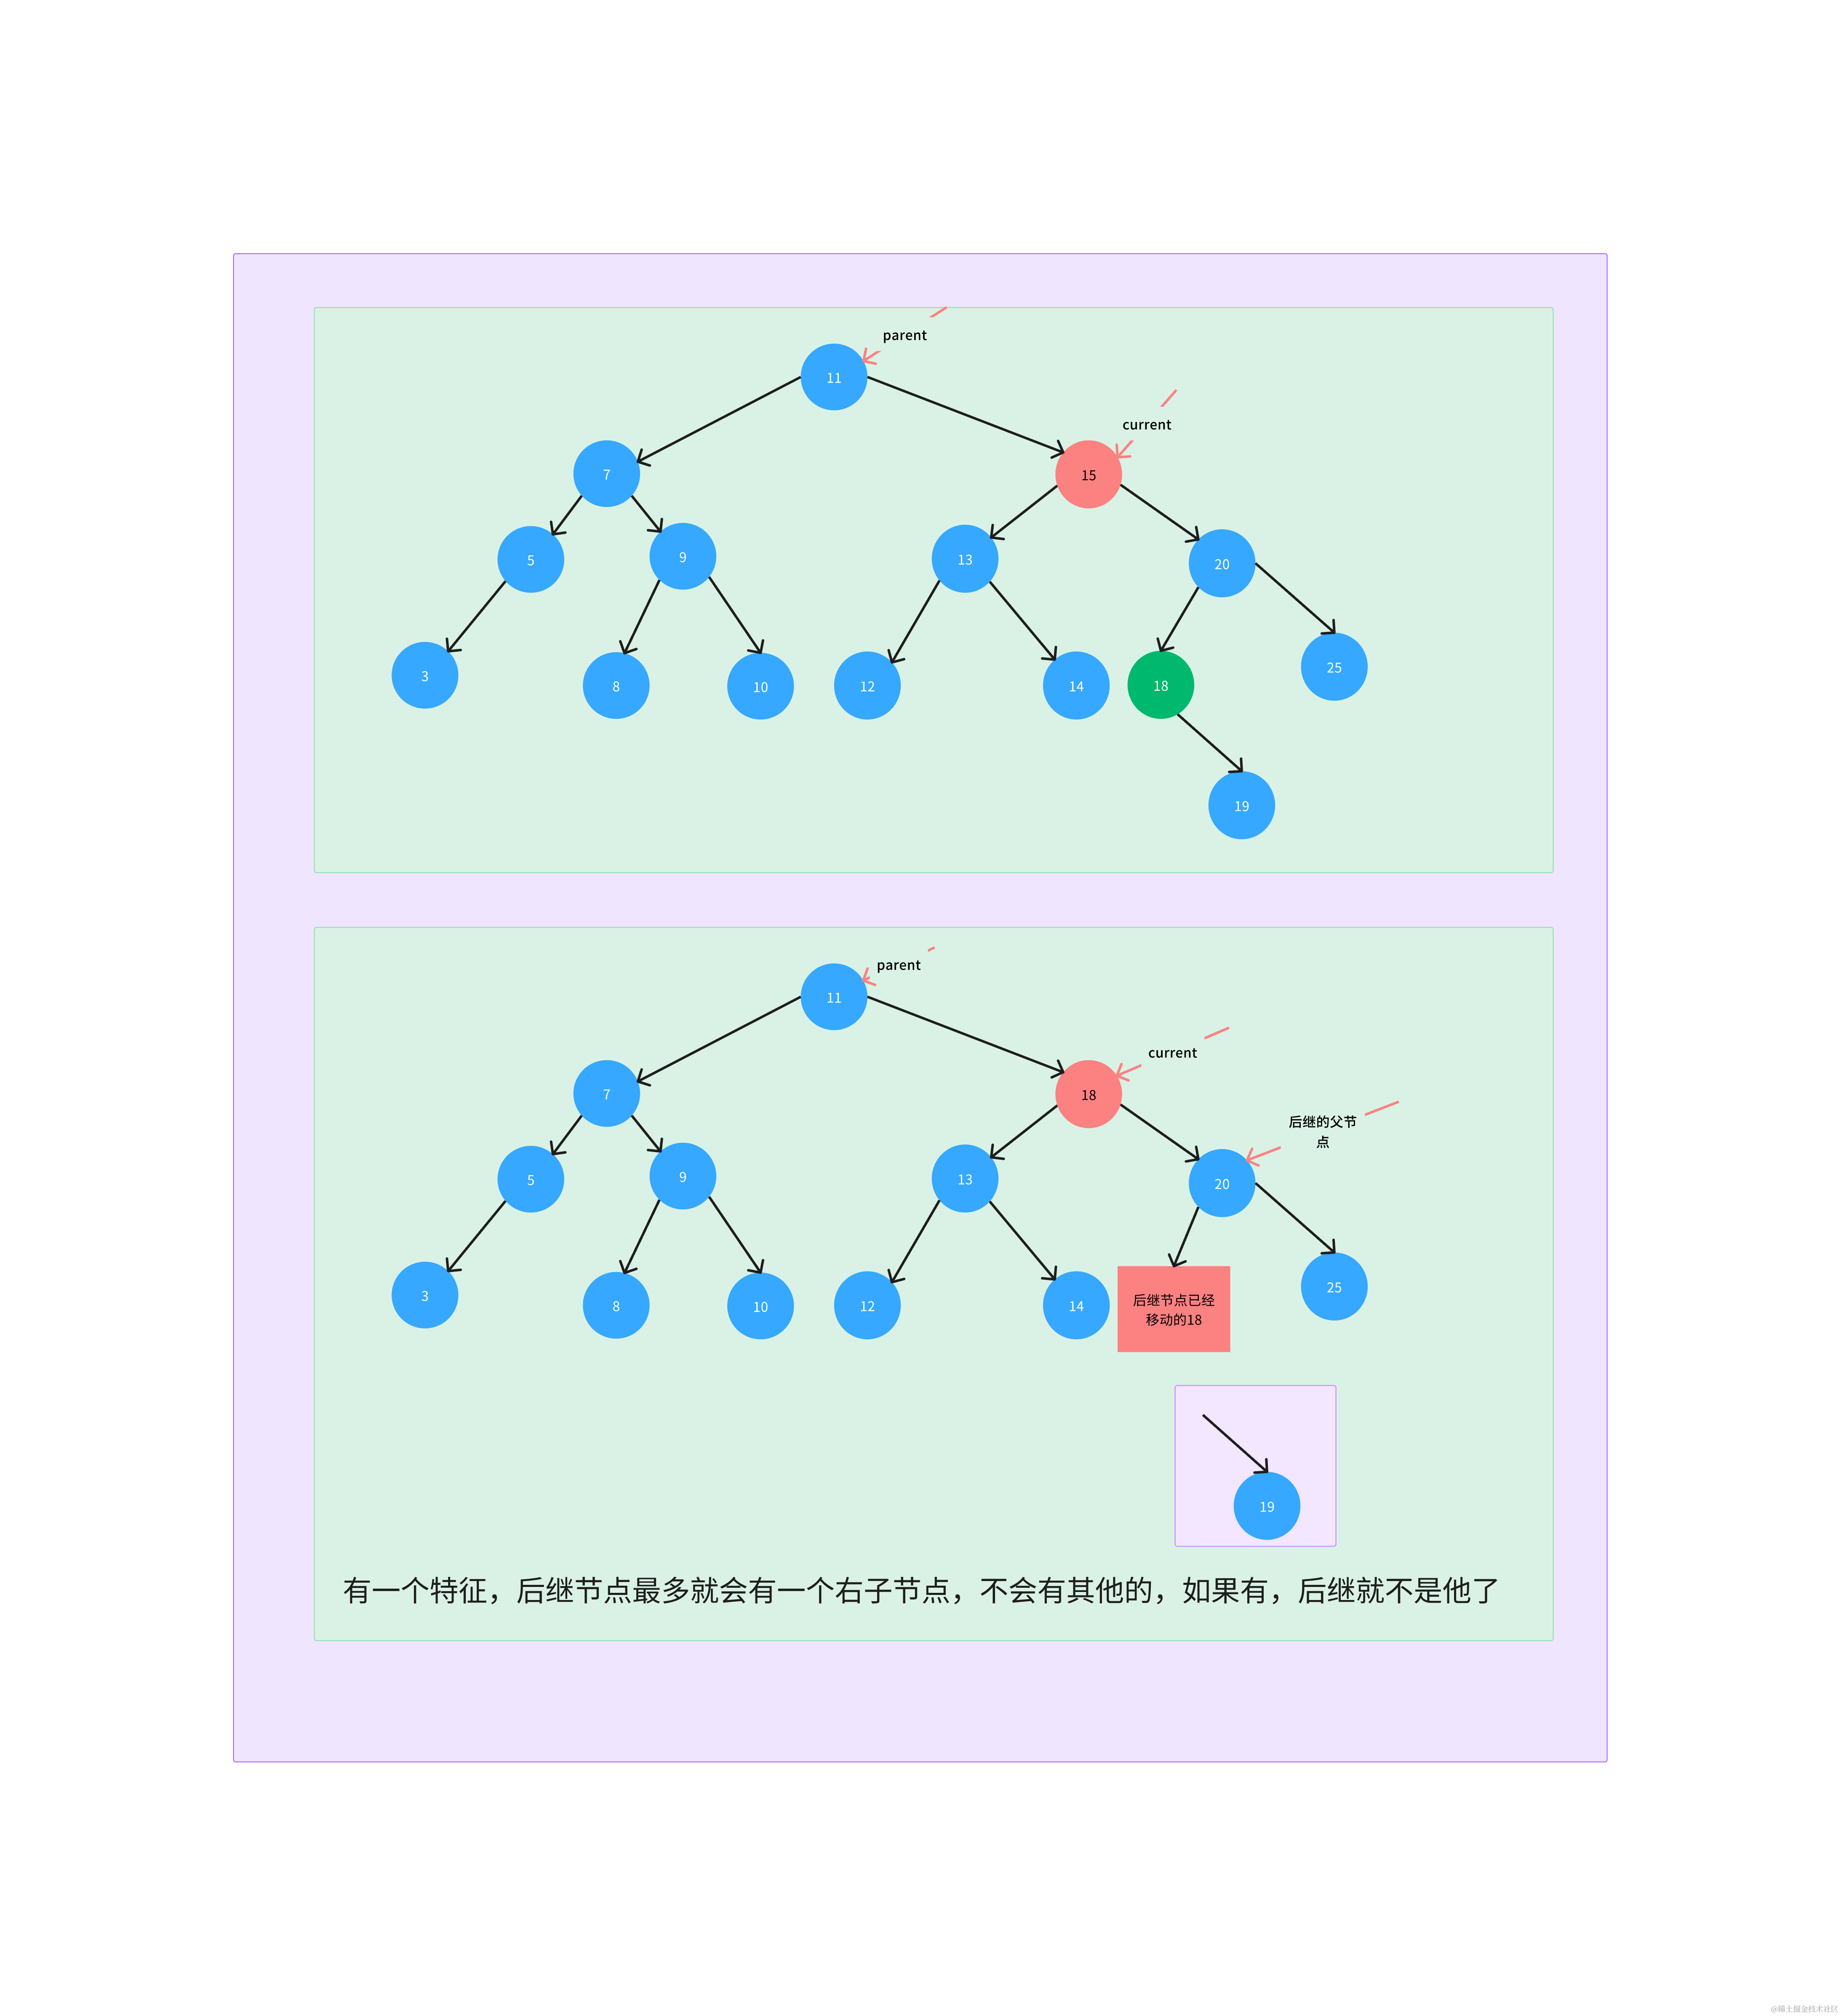 parent
11
current
7
15
5
9
13
20
3
8
10
12
14
18
25
19
parent
11
current
7
18
后继的父节
点
5
9
13
20
3
8
10
12
14
后继节点已经
移动的18
25
19
有一个特征，后继节点最多就会有一个右子节点，不会有其他的，如果有，后继就不是他了
@稀土掘金技术社区